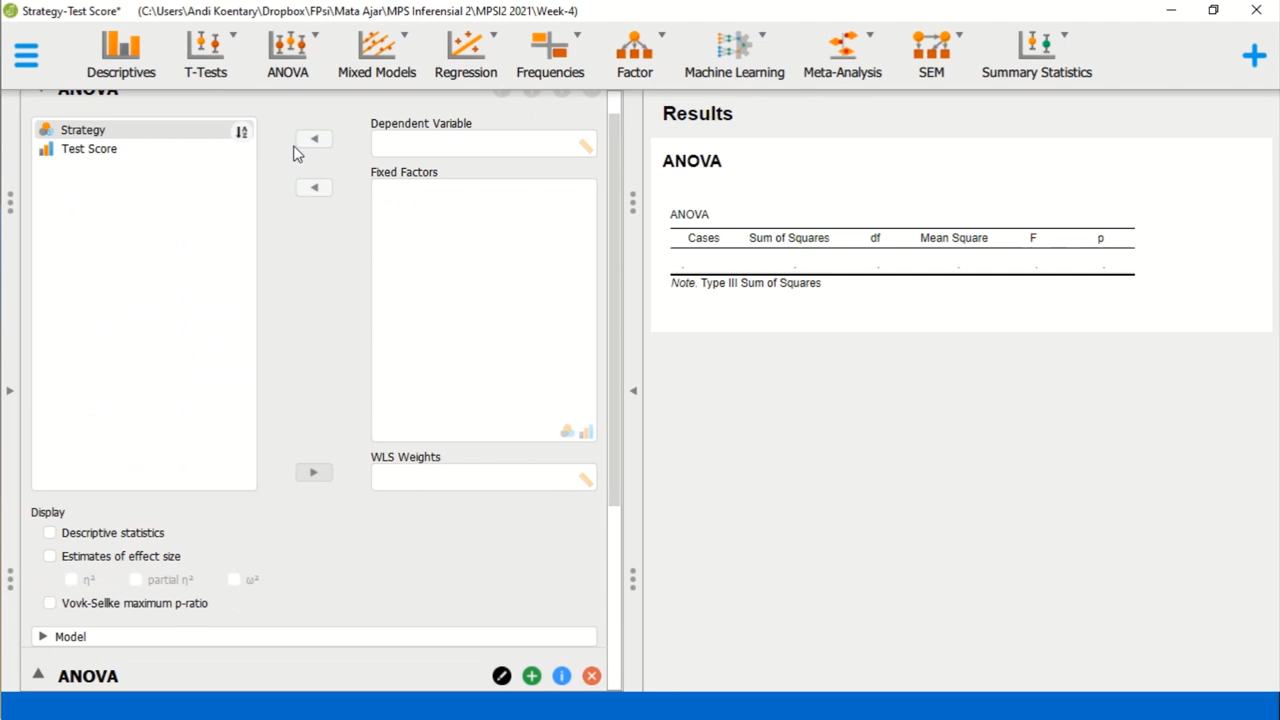 Strategy-Test Score* (C:\Users\Andi Koentary\Dropbox\FPsi\Mata Ajar\MPS Inferensial 2\MPSI2 2021\Week-4)
Descriptives T-Tests ANOVA Mixed Models Regression Frequencies Factor Machine Learning Meta-Analysis SEM Summary Statistics
ANOVA
Strategy
Test Score
Dependent Variable
Fixed Factors
WLS Weights
Display
Descriptive statistics
Estimates of effect size
η² partial η² ω²
Vovk-Sellke maximum p-ratio
Model
ANOVA
Results
ANOVA
ANOVA
Cases Sum of Squares df Mean Square F p
. . . . . .
Note. Type III Sum of Squares